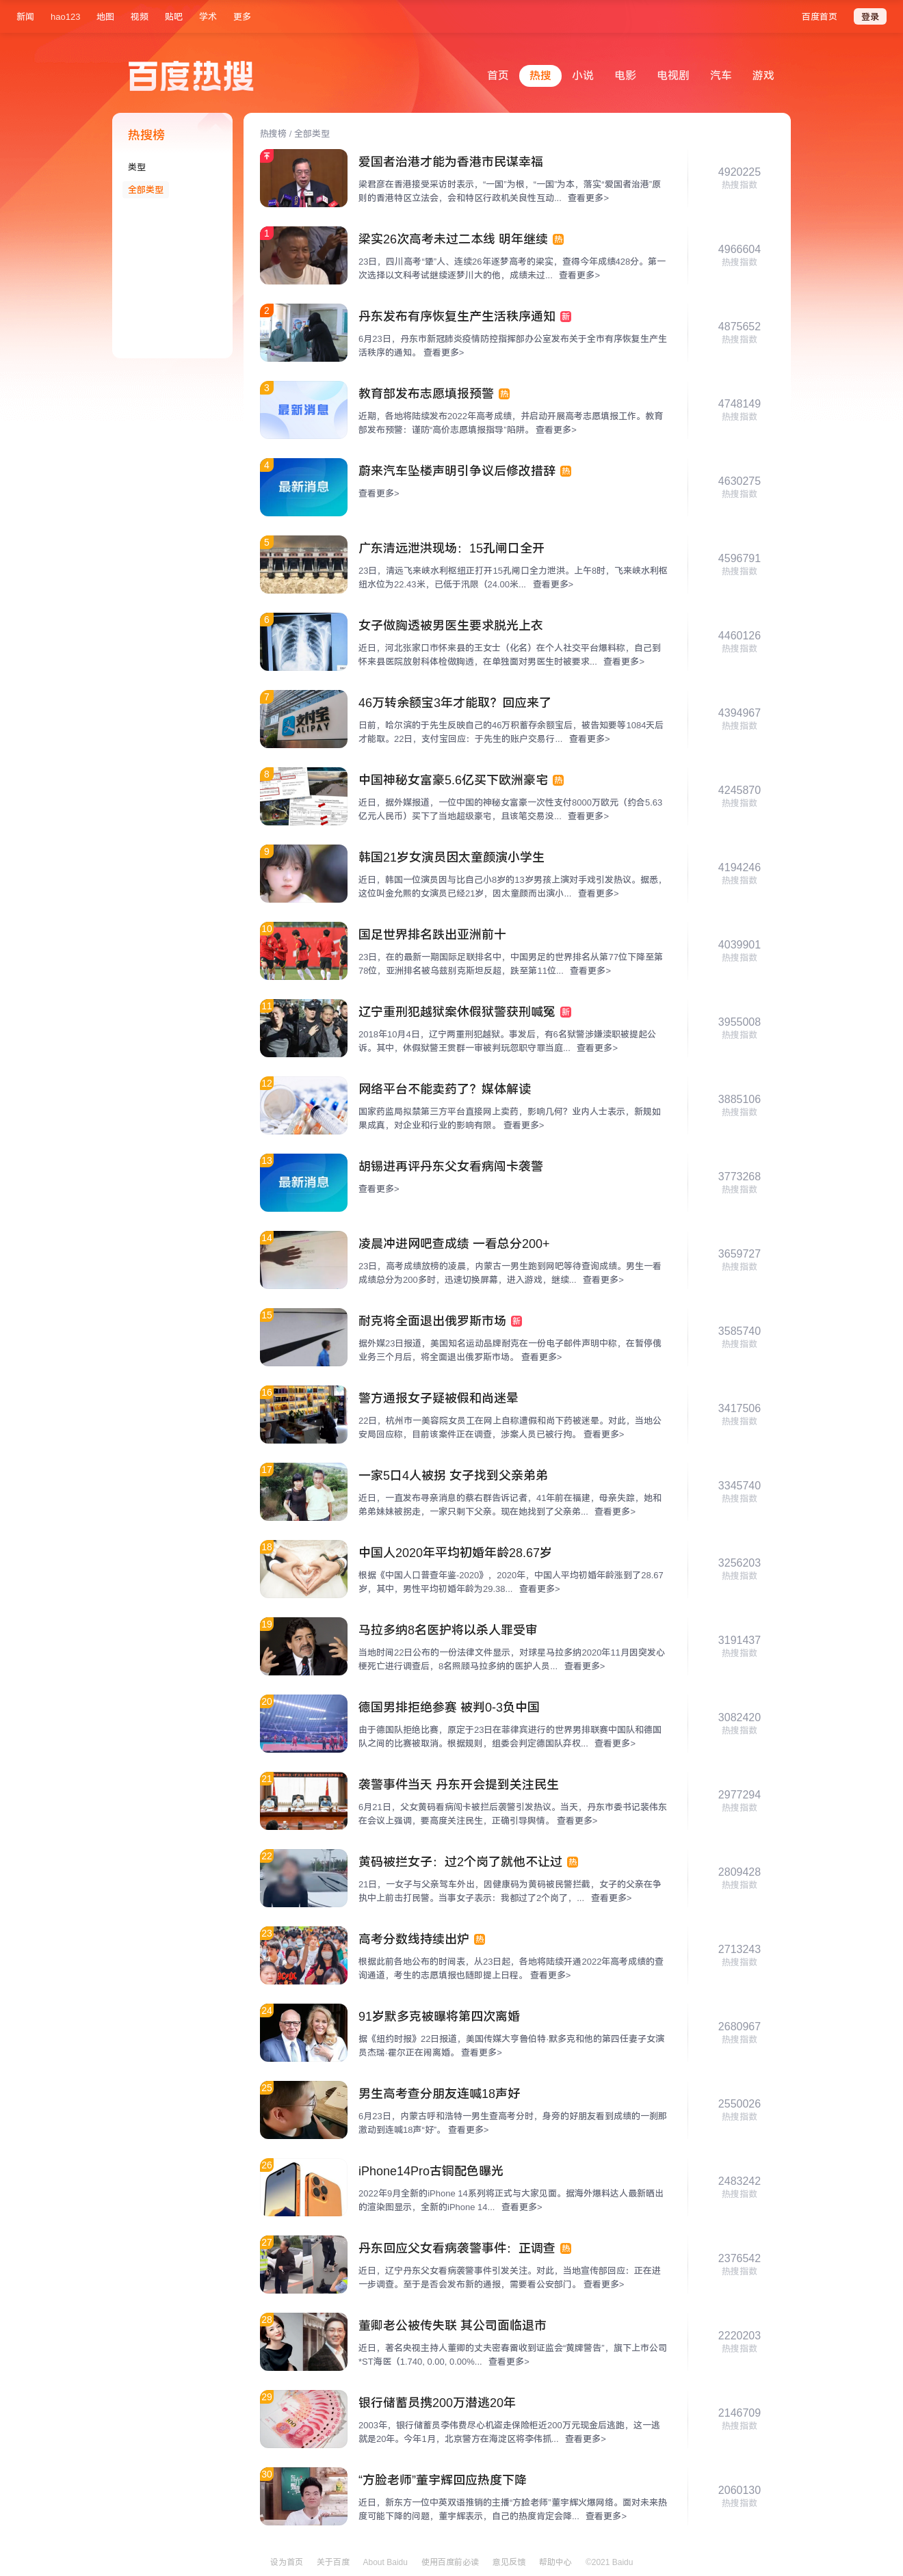 新闻 hao123 地图 视频 贴吧 学术 更多 百度首页 登录
百度热搜 首页 热搜 小说 电影 电视剧 汽车 游戏
热搜榜
类型
全部类型
热搜榜 / 全部类型
爱国者治港才能为香港市民谋幸福
梁君彦在香港接受采访时表示，“一国”为根，“一国”为本，落实“爱国者治港”原
则的香港特区立法会，会和特区行政机关良性互动... 查看更多>
4920225
热搜指数
1
梁实26次高考未过二本线 明年继续 热
23日，四川高考“犟”人、连续26年逐梦高考的梁实，查得今年成绩428分。第一
次选择以文科考试继续逐梦川大的他，成绩未过... 查看更多>
4966604
热搜指数
2
丹东发布有序恢复生产生活秩序通知 新
6月23日，丹东市新冠肺炎疫情防控指挥部办公室发布关于全市有序恢复生产生
活秩序的通知。 查看更多>
4875652
热搜指数
3
最新消息
教育部发布志愿填报预警 热
近期，各地将陆续发布2022年高考成绩，并启动开展高考志愿填报工作。教育
部发布预警：谨防“高价志愿填报指导”陷阱。 查看更多>
4748149
热搜指数
4
最新消息
蔚来汽车坠楼声明引争议后修改措辞 热
查看更多>
4630275
热搜指数
5
广东清远泄洪现场：15孔闸口全开
23日，清远飞来峡水利枢纽正打开15孔闸口全力泄洪。上午8时，飞来峡水利枢
纽水位为22.43米，已低于汛限（24.00米... 查看更多>
4596791
热搜指数
6
女子做胸透被男医生要求脱光上衣
近日，河北张家口市怀来县的王女士（化名）在个人社交平台爆料称，自己到
怀来县医院放射科体检做胸透，在单独面对男医生时被要求... 查看更多>
4460126
热搜指数
7
支付宝
ALIPAY
46万转余额宝3年才能取？回应来了
日前，哈尔滨的于先生反映自己的46万积蓄存余额宝后，被告知要等1084天后
才能取。22日，支付宝回应：于先生的账户交易行... 查看更多>
4394967
热搜指数
8
中国神秘女富豪5.6亿买下欧洲豪宅 热
近日，据外媒报道，一位中国的神秘女富豪一次性支付8000万欧元（约合5.63
亿元人民币）买下了当地超级豪宅，且该笔交易没... 查看更多>
4245870
热搜指数
9
韩国21岁女演员因太童颜演小学生
近日，韩国一位演员因与比自己小8岁的13岁男孩上演对手戏引发热议。据悉，
这位叫金允熙的女演员已经21岁，因太童颜而出演小... 查看更多>
4194246
热搜指数
10
国足世界排名跌出亚洲前十
23日，在的最新一期国际足联排名中，中国男足的世界排名从第77位下降至第
78位，亚洲排名被乌兹别克斯坦反超，跌至第11位... 查看更多>
4039901
热搜指数
11
辽宁重刑犯越狱案休假狱警获刑喊冤 新
2018年10月4日，辽宁两重刑犯越狱。事发后，有6名狱警涉嫌渎职被提起公
诉。其中，休假狱警王贯群一审被判玩忽职守罪当庭... 查看更多>
3955008
热搜指数
12
网络平台不能卖药了？媒体解读
国家药监局拟禁第三方平台直接网上卖药，影响几何？业内人士表示，新规如
果成真，对企业和行业的影响有限。 查看更多>
3885106
热搜指数
13
最新消息
胡锡进再评丹东父女看病闯卡袭警
查看更多>
3773268
热搜指数
14
凌晨冲进网吧查成绩 一看总分200+
23日，高考成绩放榜的凌晨，内蒙古一男生跑到网吧等待查询成绩。男生一看
成绩总分为200多时，迅速切换屏幕，进入游戏，继续... 查看更多>
3659727
热搜指数
15
耐克将全面退出俄罗斯市场 新
据外媒23日报道，美国知名运动品牌耐克在一份电子邮件声明中称，在暂停俄
业务三个月后，将全面退出俄罗斯市场。 查看更多>
3585740
热搜指数
16
警方通报女子疑被假和尚迷晕
22日，杭州市一美容院女员工在网上自称遭假和尚下药被迷晕。对此，当地公
安局回应称，目前该案件正在调查，涉案人员已被行拘。 查看更多>
3417506
热搜指数
17
一家5口4人被拐 女子找到父亲弟弟
近日，一直发布寻亲消息的蔡右群告诉记者，41年前在福建，母亲失踪，她和
弟弟妹妹被拐走，一家只剩下父亲。现在她找到了父亲弟... 查看更多>
3345740
热搜指数
18
中国人2020年平均初婚年龄28.67岁
根据《中国人口普查年鉴-2020》，2020年，中国人平均初婚年龄涨到了28.67
岁，其中，男性平均初婚年龄为29.38... 查看更多>
3256203
热搜指数
19
马拉多纳8名医护将以杀人罪受审
当地时间22日公布的一份法律文件显示，对球星马拉多纳2020年11月因突发心
梗死亡进行调查后，8名照顾马拉多纳的医护人员... 查看更多>
3191437
热搜指数
20
德国男排拒绝参赛 被判0-3负中国
由于德国队拒绝比赛，原定于23日在菲律宾进行的世界男排联赛中国队和德国
队之间的比赛被取消。根据规则，组委会判定德国队弃权... 查看更多>
3082420
热搜指数
21
袭警事件当天 丹东开会提到关注民生
6月21日，父女黄码看病闯卡被拦后袭警引发热议。当天，丹东市委书记裴伟东
在会议上强调，要高度关注民生，正确引导舆情。 查看更多>
2977294
热搜指数
22
黄码被拦女子：过2个岗了就他不让过 热
21日，一女子与父亲驾车外出，因健康码为黄码被民警拦截，女子的父亲在争
执中上前击打民警。当事女子表示：我都过了2个岗了，... 查看更多>
2809428
热搜指数
23
高考分数线持续出炉 热
根据此前各地公布的时间表，从23日起，各地将陆续开通2022年高考成绩的查
询通道，考生的志愿填报也随即提上日程。 查看更多>
2713243
热搜指数
24
91岁默多克被曝将第四次离婚
据《纽约时报》22日报道，美国传媒大亨鲁伯特·默多克和他的第四任妻子女演
员杰瑞·霍尔正在闹离婚。 查看更多>
2680967
热搜指数
25
男生高考查分朋友连喊18声好
6月23日，内蒙古呼和浩特一男生查高考分时，身旁的好朋友看到成绩的一刹那
激动到连喊18声“好”。 查看更多>
2550026
热搜指数
26
iPhone14Pro古铜配色曝光
2022年9月全新的iPhone 14系列将正式与大家见面。据海外爆料达人最新晒出
的渲染图显示，全新的iPhone 14... 查看更多>
2483242
热搜指数
27
丹东回应父女看病袭警事件：正调查 热
近日，辽宁丹东父女看病袭警事件引发关注。对此，当地宣传部回应：正在进
一步调查。至于是否会发布新的通报，需要看公安部门。 查看更多>
2376542
热搜指数
28
董卿老公被传失联 其公司面临退市
近日，著名央视主持人董卿的丈夫密春雷收到证监会“黄牌警告”，旗下上市公司
*ST海医（1.740, 0.00, 0.00%... 查看更多>
2220203
热搜指数
29
银行储蓄员携200万潜逃20年
2003年，银行储蓄员李伟费尽心机盗走保险柜近200万元现金后逃跑，这一逃
就是20年。今年1月，北京警方在海淀区将李伟抓... 查看更多>
2146709
热搜指数
30
“方脸老师”董宇辉回应热度下降
近日，新东方一位中英双语推销的主播“方脸老师”董宇辉火爆网络。面对未来热
度可能下降的问题，董宇辉表示，自己的热度肯定会降... 查看更多>
2060130
热搜指数
设为首页 关于百度 About Baidu 使用百度前必读 意见反馈 帮助中心 ©2021 Baidu